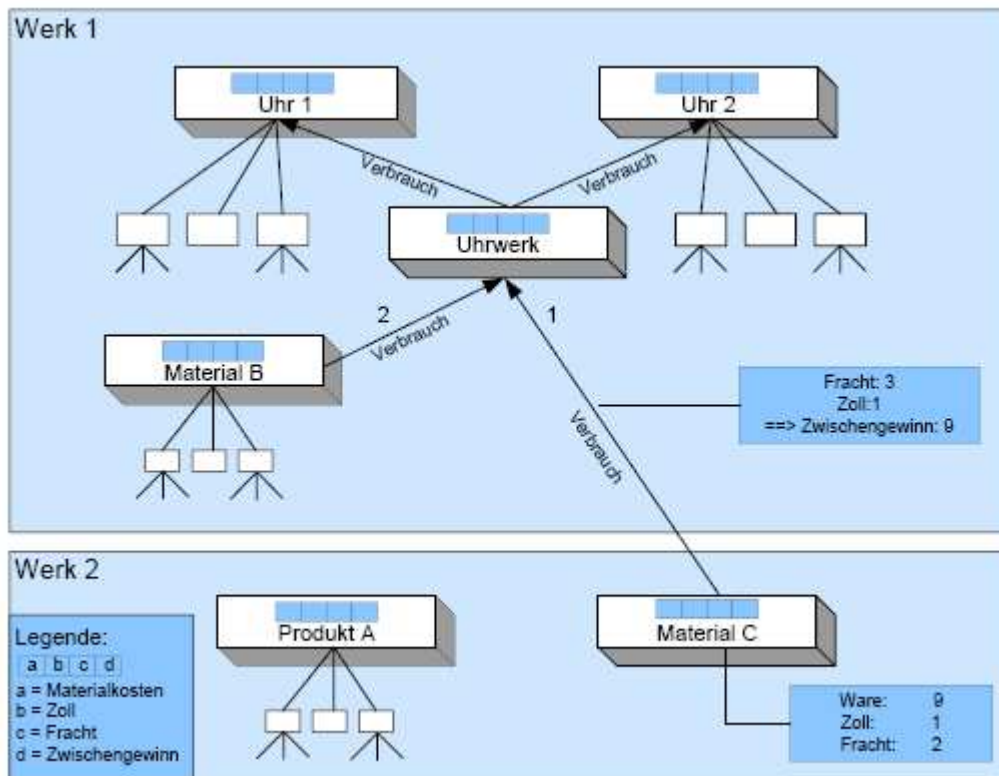 Werk 1
Uhr 1
Uhr 2
Verbrauch
Verbrauch
Uhrwerk
2
Verbrauch
1
Material B
Verbrauch
Fracht: 3
Zoll:1
==> Zwischengewinn: 9
Werk 2
Produkt A
Material C
Legende:
a b c d
a = Materialkosten
b = Zoll
c = Fracht
d = Zwischengewinn
Ware: 9
Zoll: 1
Fracht: 2